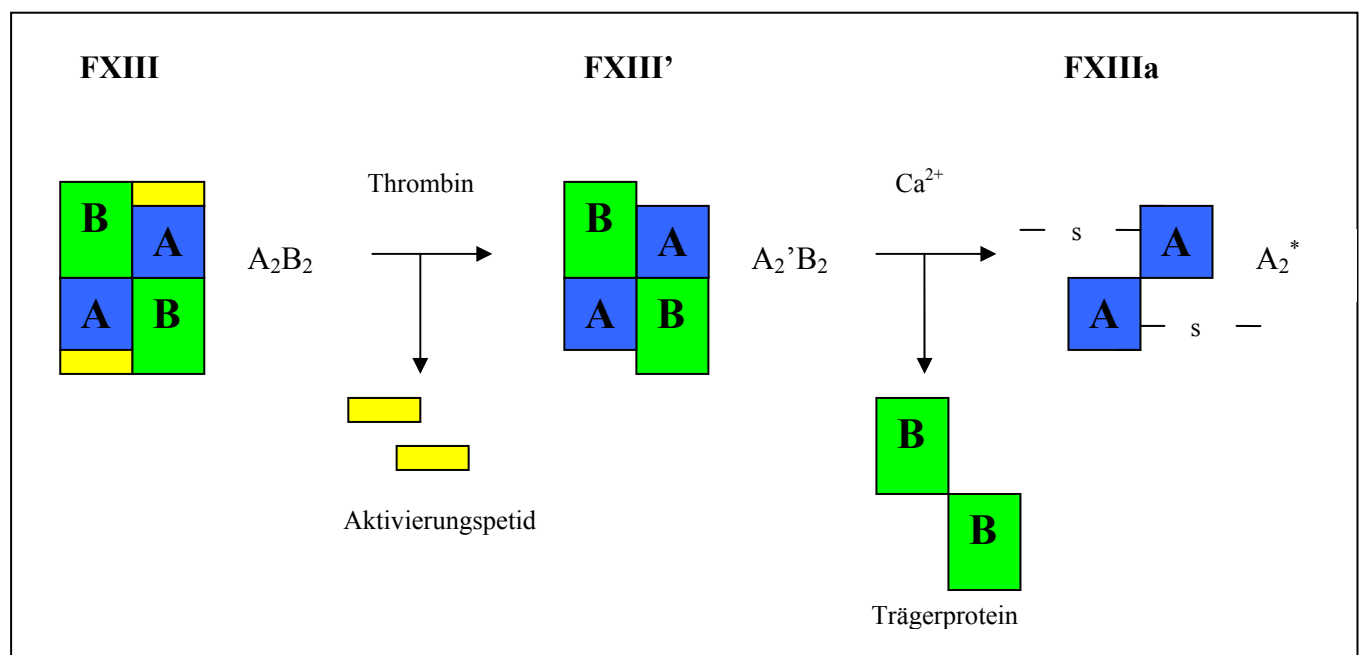 FXIII FXIII’ FXIIIa
Thrombin Ca²⁺
B A A₂B₂ B A A₂’B₂ — s — A A₂*
A B A B A — s —
B
Aktivierungspetid B
Trägerprotein